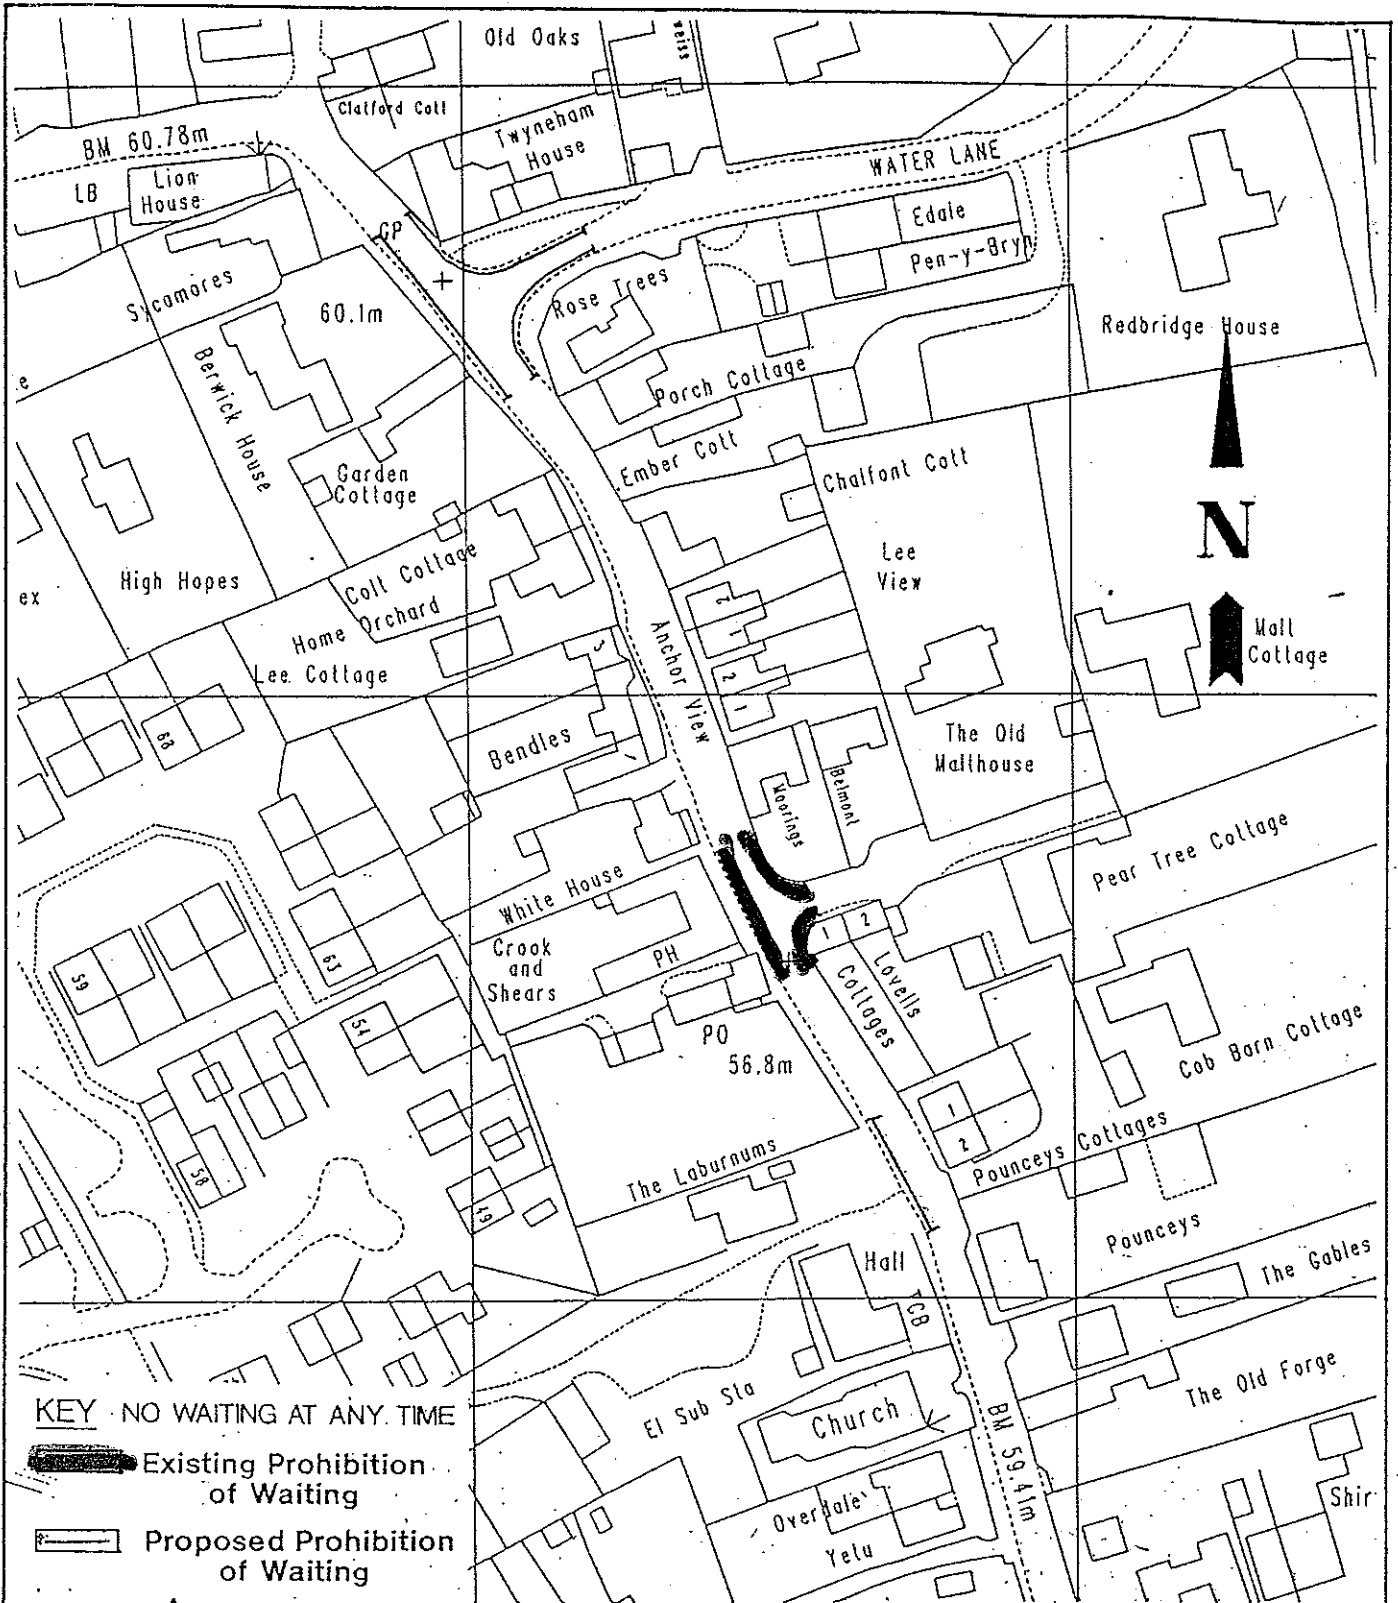 Old Oaks
Clatford Cott
Twyneham
House
BM 60.78m
LB
Lion
House
GP
WATER LANE
Edale
Pen-y-Bryn
Sycamores
60.1m
Rose Trees
Redbridge House
Berwick House
Porch Cottage
Ember Cott
Garden
Cottage
Chalfont Cott
N
High Hopes
ex
Colt Cottage
Home Orchard
Lee
View
Lee Cottage
Anchor View
2
1
2
1
3
Mall
Cottage
68
Bendles
The Old
Malthouse
Moorings
Belmont
Pear Tree Cottage
White House
Crook
and
Shears
PH
1
2
Lovells
Cottages
59
63
54
PO
56.8m
Cob Barn Cottage
1
2
Pounceys Cottages
58
49
The Laburnums
Pounceys
Hall
TCB
The Gables
The Old Forge
El Sub Sta
Church
BM 59.41m
Overdale
Yelu
Shir
KEY NO WAITING AT ANY TIME
Existing Prohibition
of Waiting
Proposed Prohibition
of Waiting